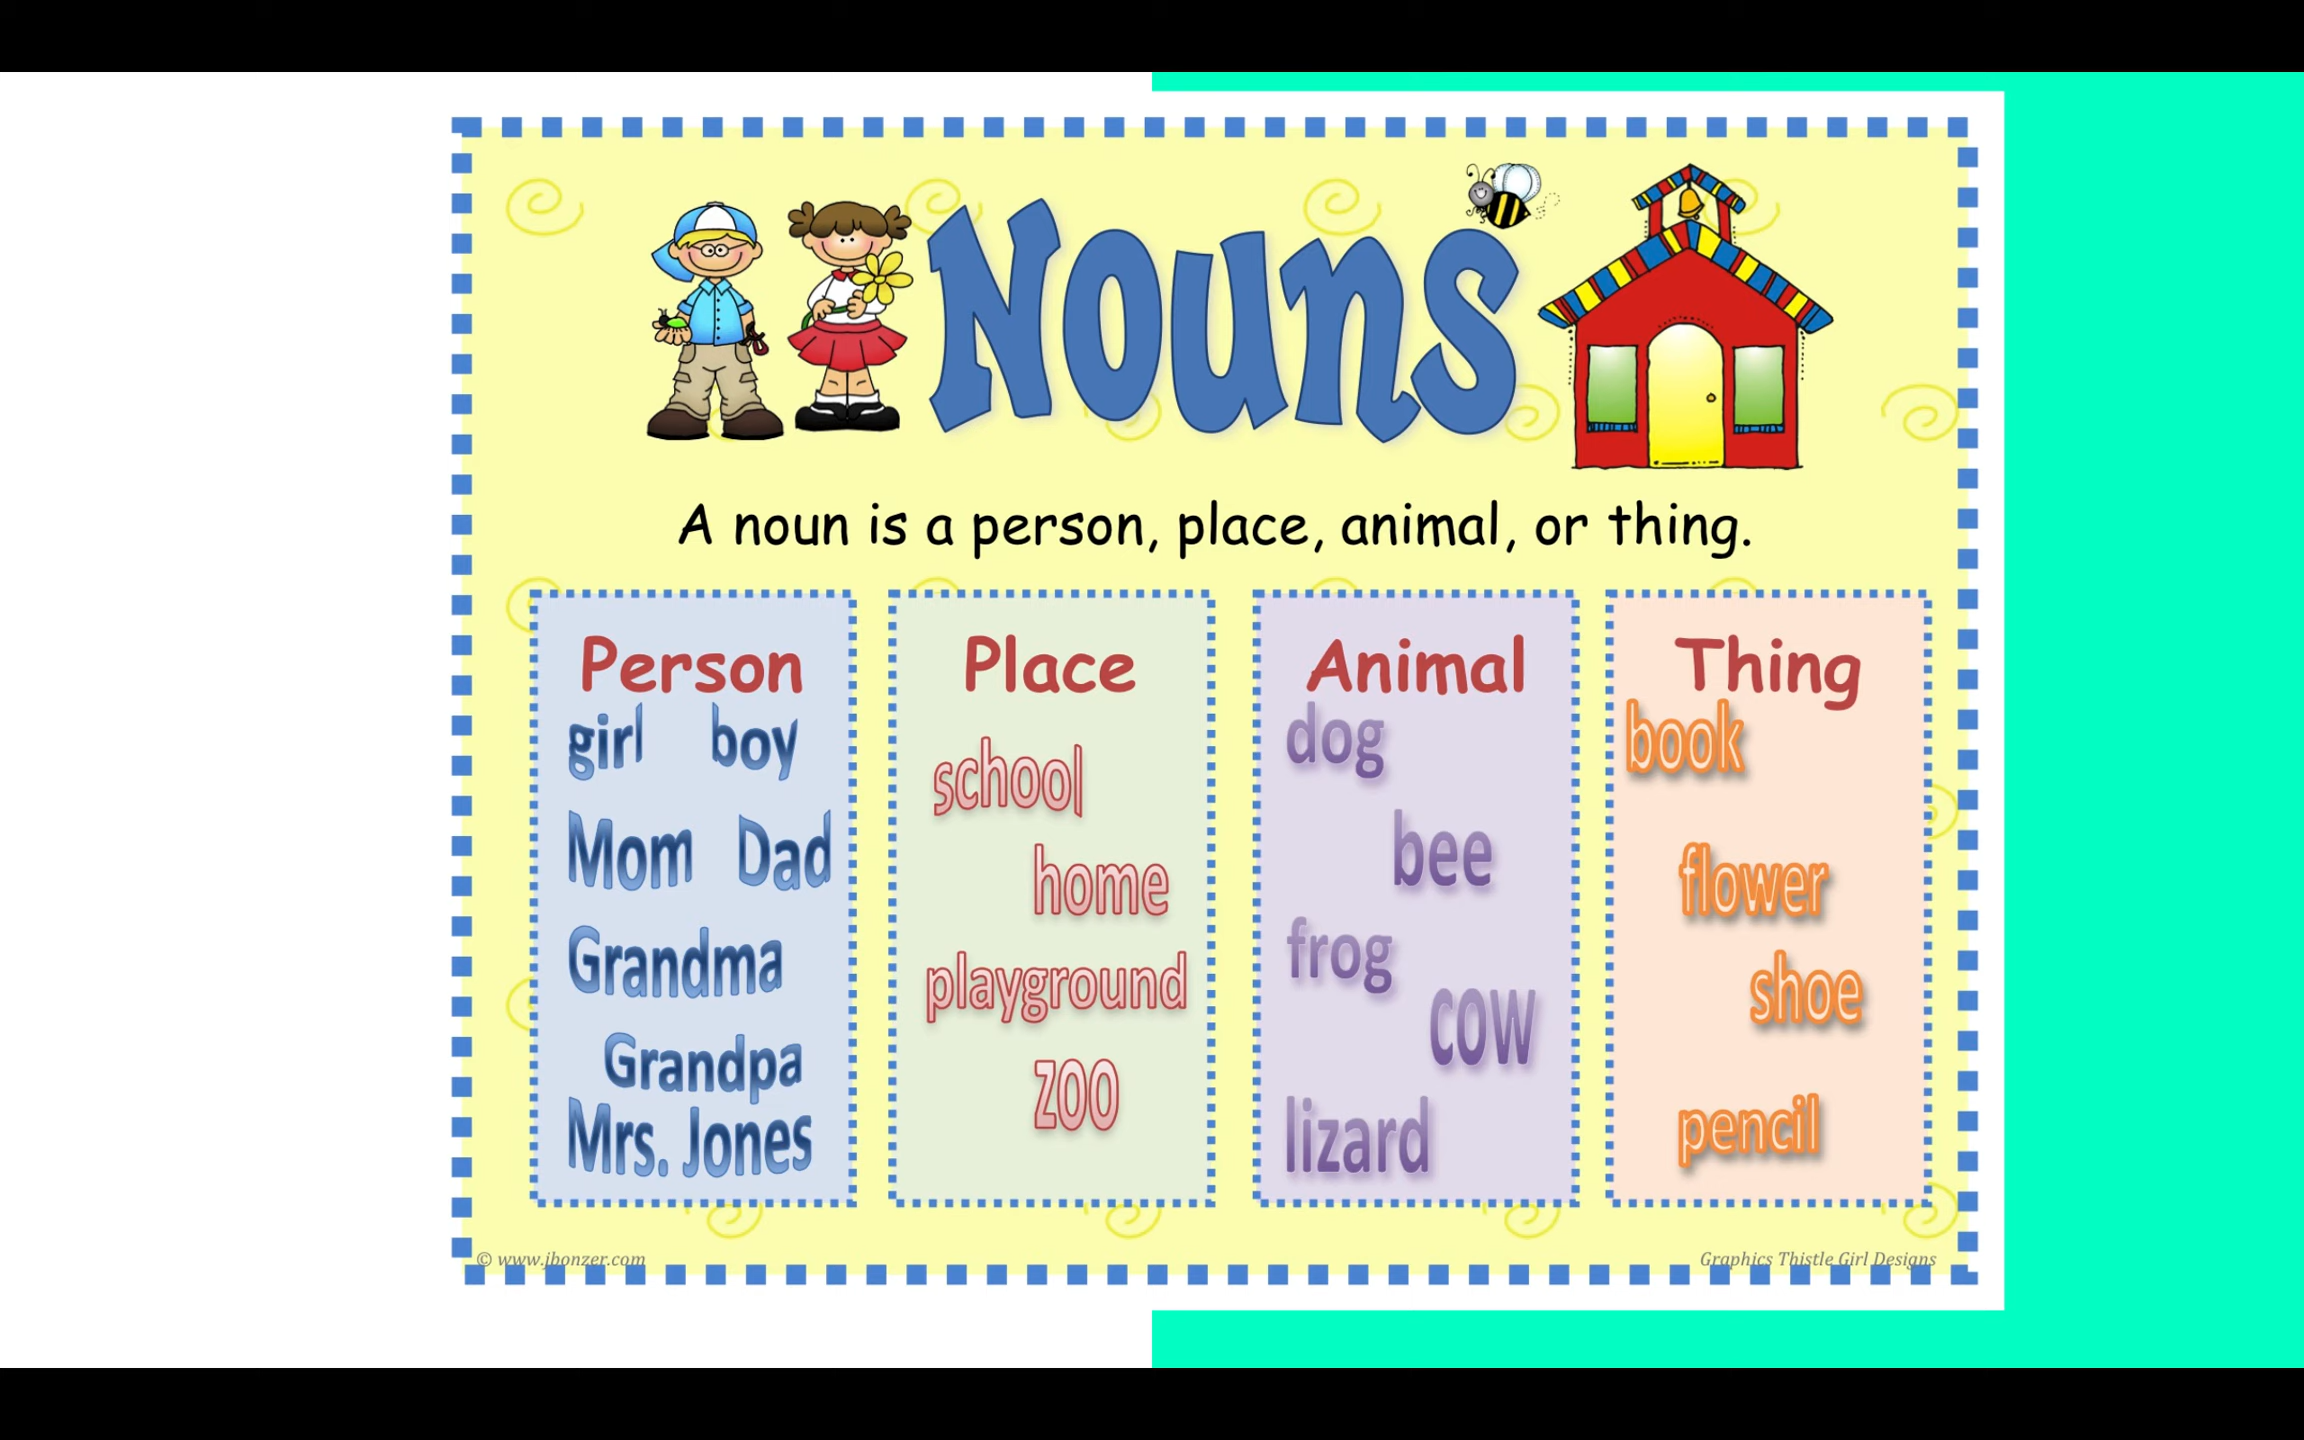 Nouns
A noun is a person, place, animal, or thing.
Person
girl boy
Mom Dad
Grandma
Grandpa
Mrs. Jones
Place
school
home
playground
zoo
Animal
dog
bee
frog
cow
lizard
Thing
book
flower
shoe
pencil
© www.jbonzer.com
Graphics Thistle Girl Designs